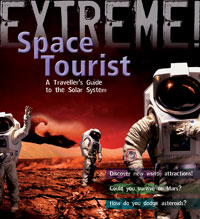 EXTREME!
Space
Tourist
A Traveller's Guide
to the Solar System
Discover new visitor attractions!
Could you survive on Mars?
How do you dodge asteroids?